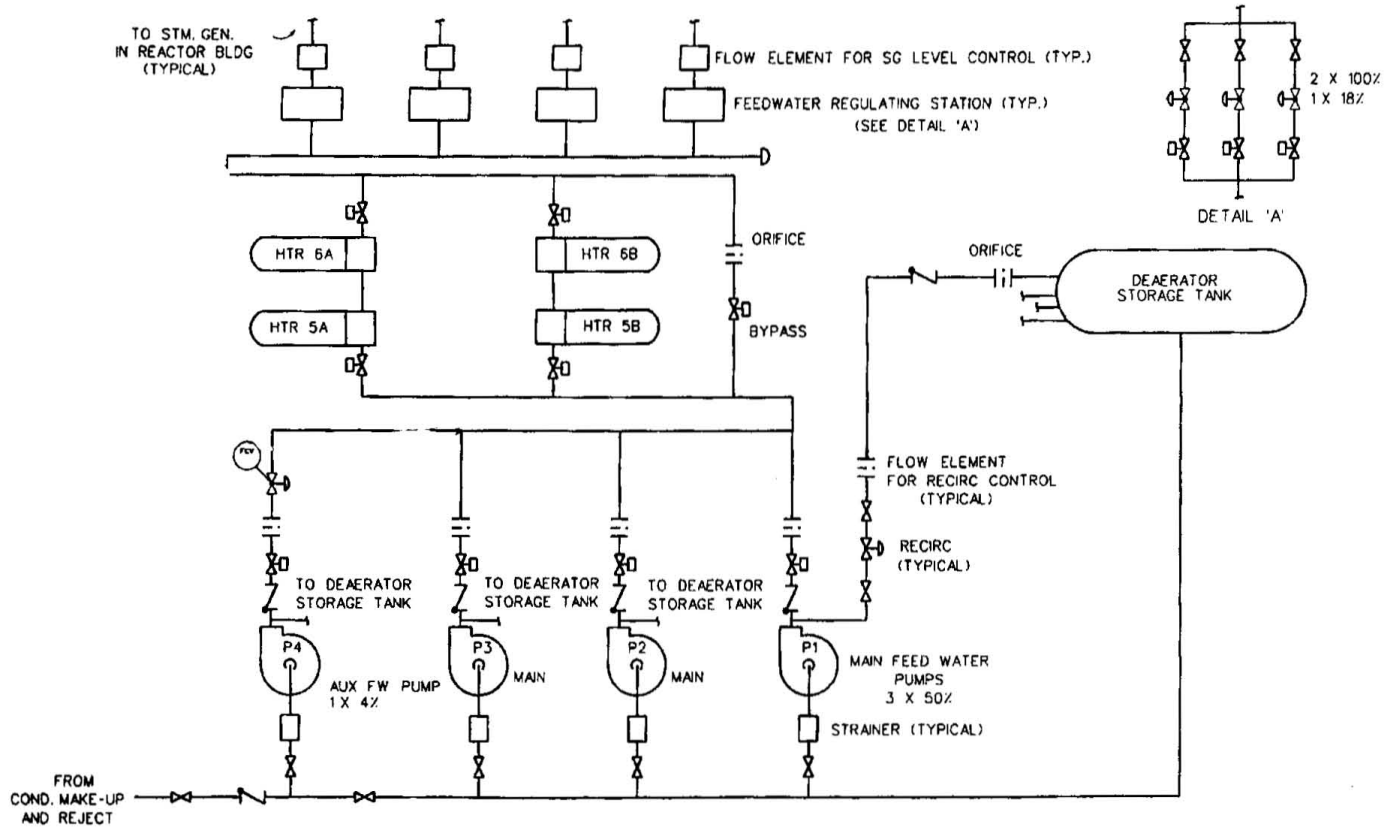 TO STM. GEN.
IN REACTOR BLDG
(TYPICAL)
FLOW ELEMENT FOR SG LEVEL CONTROL (TYP.)
FEEDWATER REGULATING STATION (TYP.)
(SEE DETAIL 'A')
2 X 100%
1 X 18%
DETAIL 'A'
HTR 6A
HTR 6B
ORIFICE
HTR 5A
HTR 5B
BYPASS
ORIFICE
DEAERATOR
STORAGE TANK
FCV
FLOW ELEMENT
FOR RECIRC CONTROL
(TYPICAL)
RECIRC
(TYPICAL)
TO DEAERATOR
STORAGE TANK
TO DEAERATOR
STORAGE TANK
TO DEAERATOR
STORAGE TANK
P4
AUX FW PUMP
1 X 4%
P3
MAIN
P2
MAIN
P1
MAIN FEED WATER
PUMPS
3 X 50%
STRAINER (TYPICAL)
FROM
COND. MAKE-UP
AND REJECT